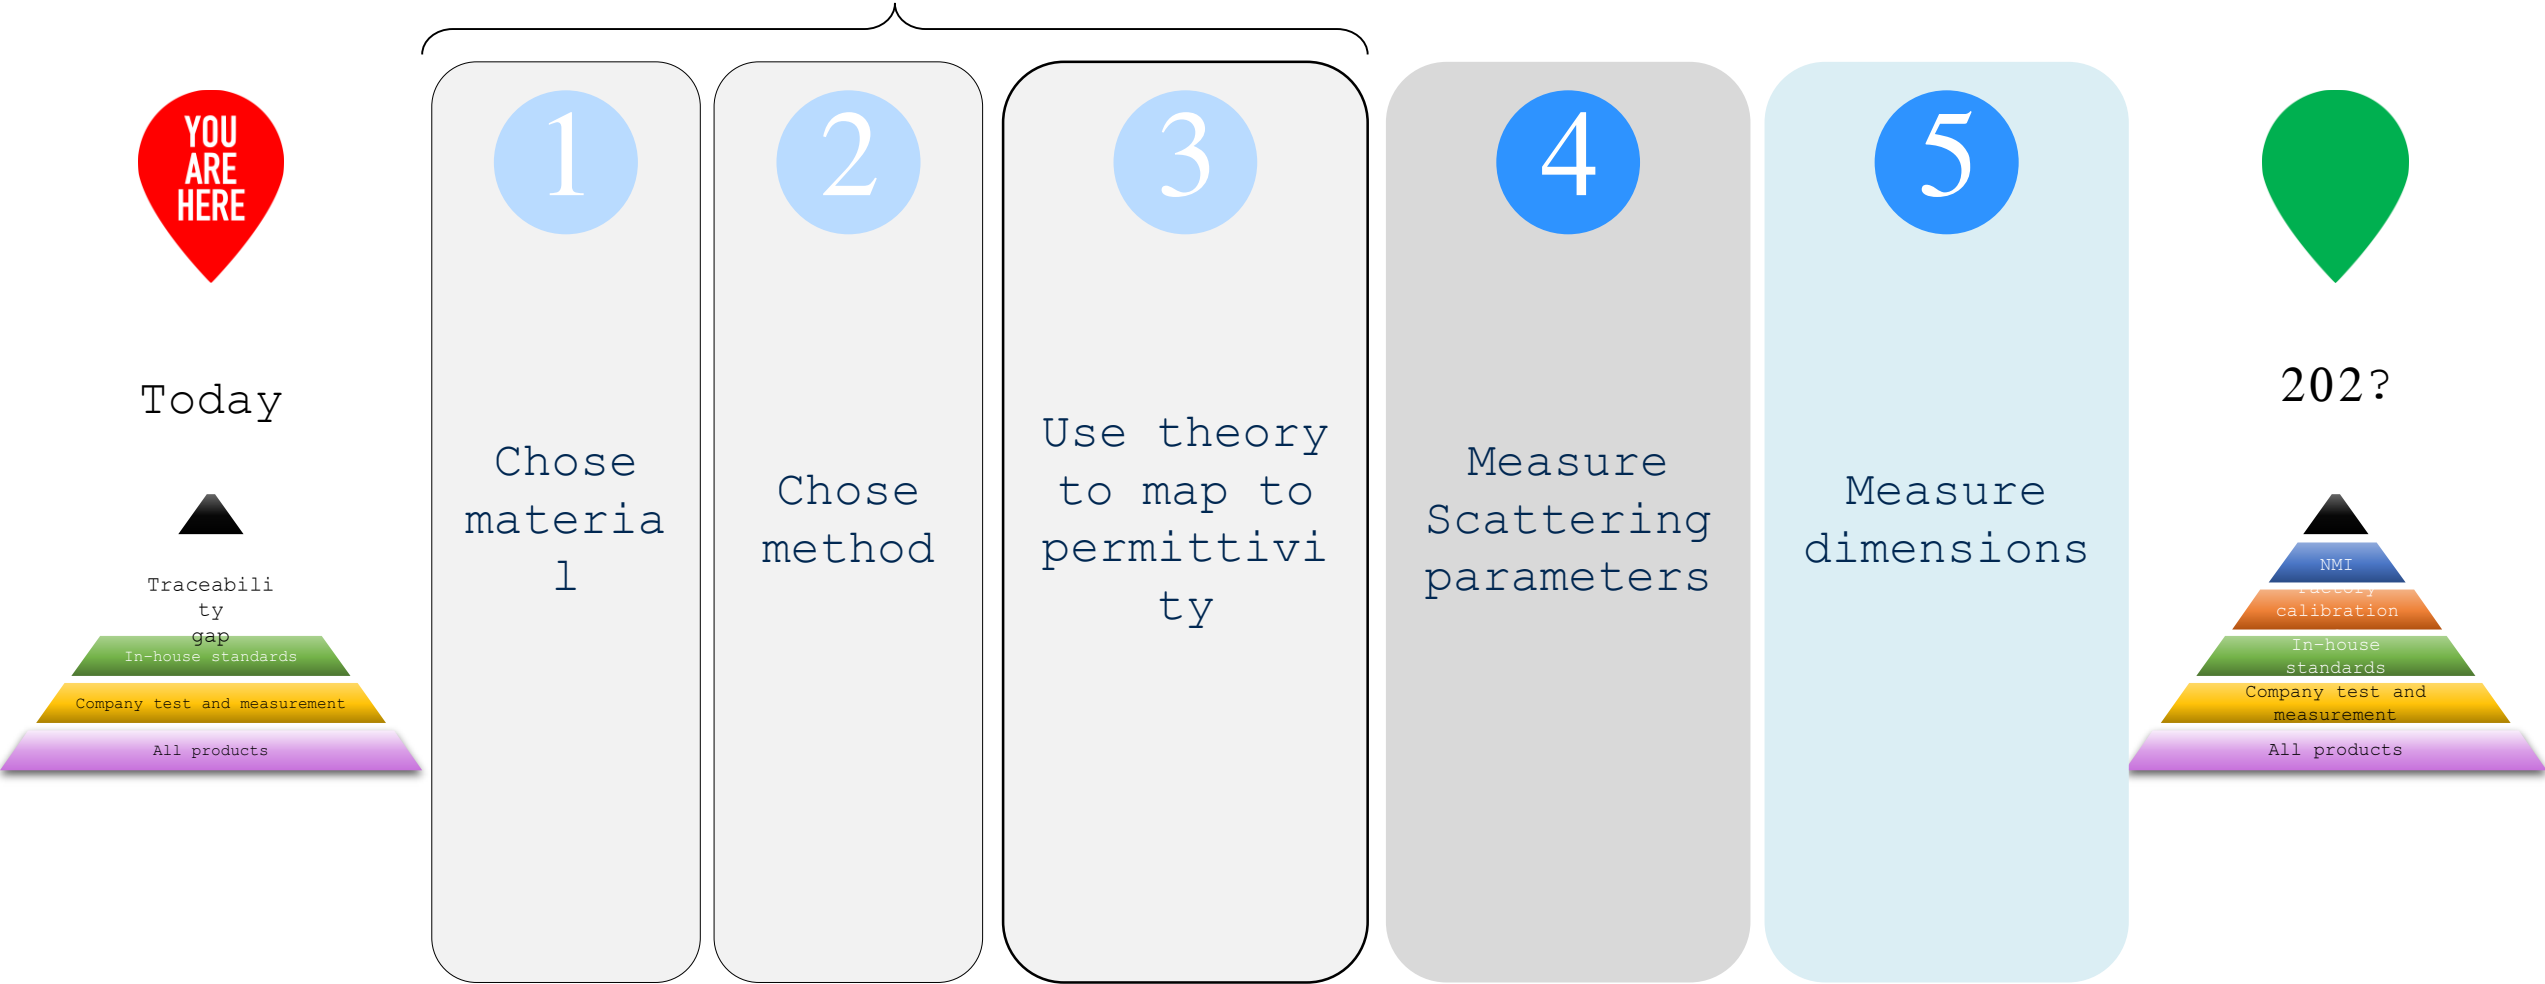 YOU
ARE
HERE
Today
Traceabili
ty
gap
In-house standards
Company test and measurement
All products
1
Chose
materia
l
2
Chose
method
3
Use theory
to map to
permittivi
ty
4
Measure
Scattering
parameters
5
Measure
dimensions
202?
NMI
Factory
calibration
In-house
standards
Company test and
measurement
All products